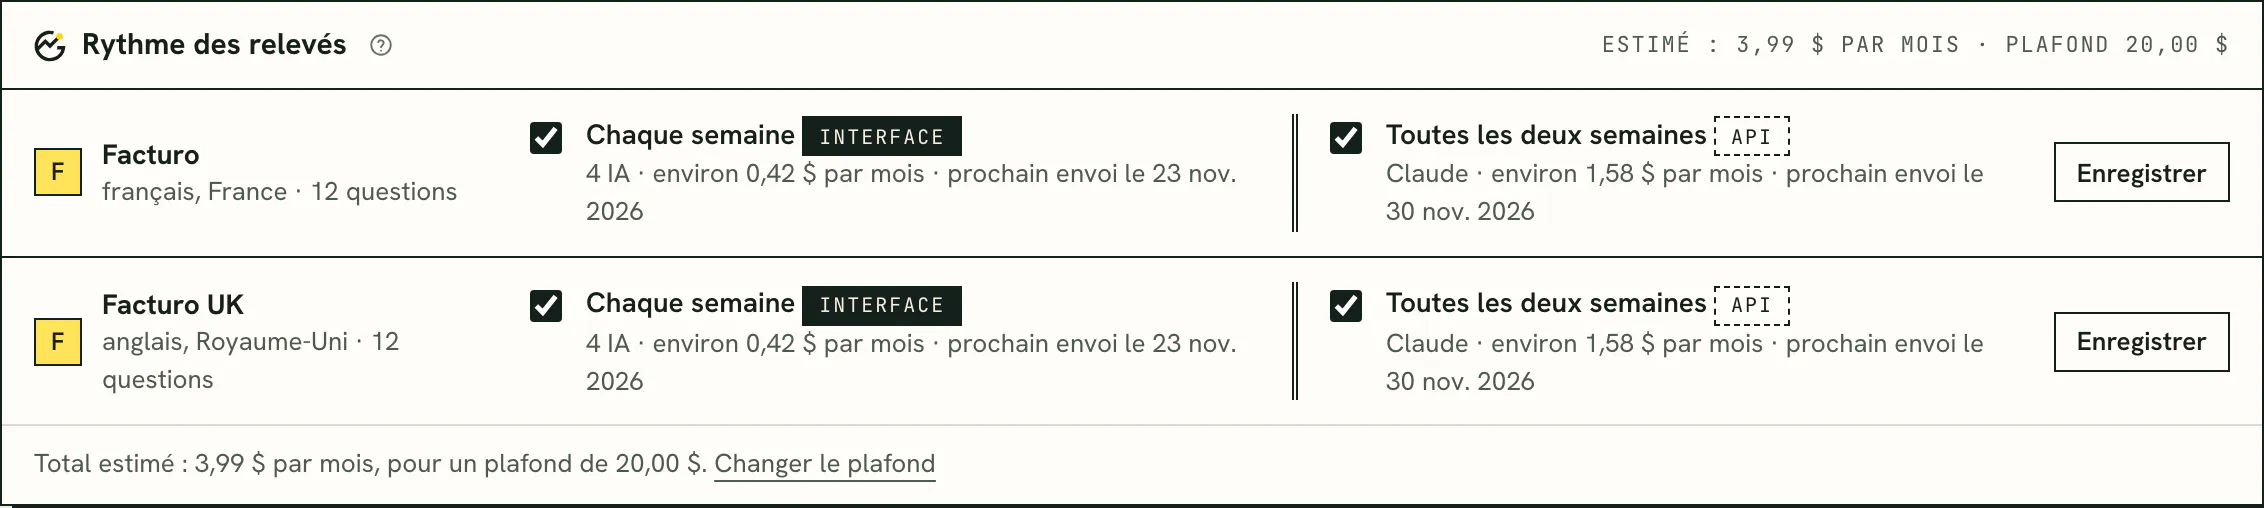 Rythme des relevés ?
ESTIMÉ : 3,99 $ PAR MOIS · PLAFOND 20,00 $
F
Facturo
français, France · 12 questions
Chaque semaine INTERFACE
4 IA · environ 0,42 $ par mois · prochain envoi le 23 nov.
2026
Toutes les deux semaines API
Claude · environ 1,58 $ par mois · prochain envoi le
30 nov. 2026
Enregistrer
F
Facturo UK
anglais, Royaume-Uni · 12
questions
Chaque semaine INTERFACE
4 IA · environ 0,42 $ par mois · prochain envoi le 23 nov.
2026
Toutes les deux semaines API
Claude · environ 1,58 $ par mois · prochain envoi le
30 nov. 2026
Enregistrer
Total estimé : 3,99 $ par mois, pour un plafond de 20,00 $. Changer le plafond